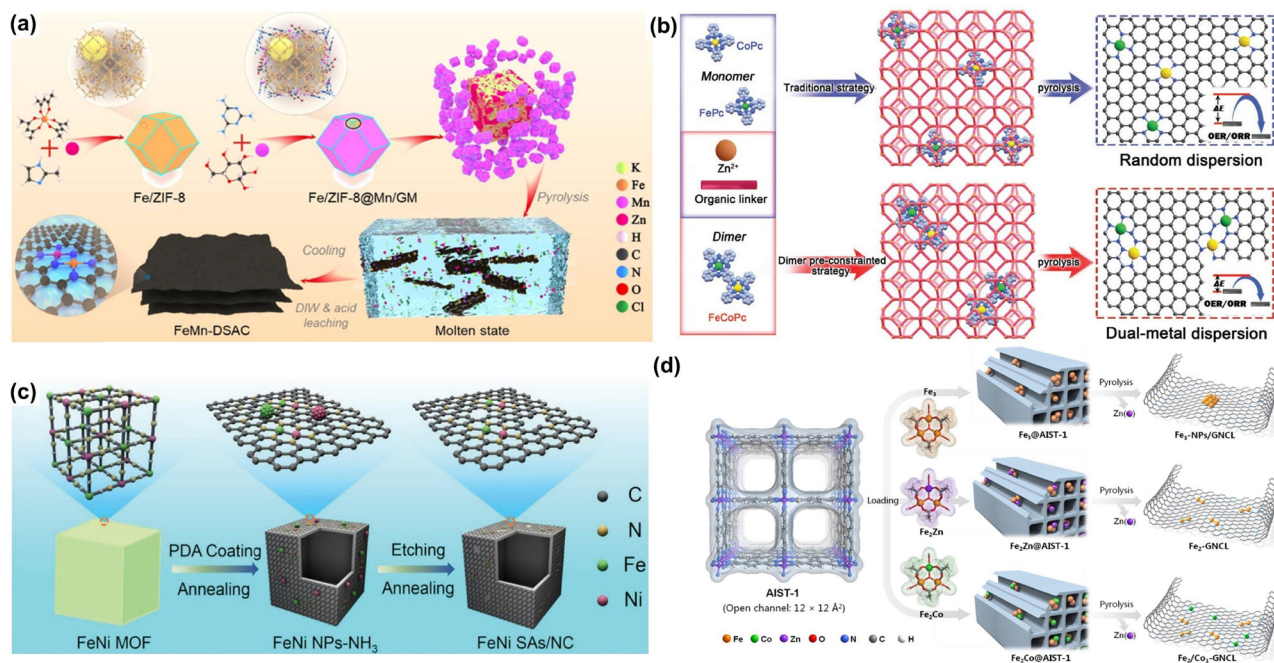 (a)
Fe/ZIF-8
Fe/ZIF-8@Mn/GM
Pyrolysis
K
Fe
Mn
Zn
H
C
N
O
Cl
Cooling
DIW & acid
leaching
FeMn-DSAC
Molten state
(b)
CoPc
Monomer
FePc
Zn2+
Organic linker
Dimer
FeCoPc
Traditional strategy
pyrolysis
ΔE
OER/ORR
Random dispersion
Dimer pre-constrainted
strategy
pyrolysis
ΔE
OER/ORR
Dual-metal dispersion
(c)
PDA Coating
Annealing
Etching
Annealing
C
N
Fe
Ni
FeNi MOF
FeNi NPs-NH3
FeNi SAs/NC
(d)
AIST-1
(Open channel: 12 × 12 Å2)
Loading
Fe3
Fe2Zn
Fe2Co
Fe3@AIST-1
Fe2Zn@AIST-1
Fe2Co@AIST-1
Pyrolysis
Zn(●)
Fe3-NPs/GNCL
Pyrolysis
Zn(●)
Fe2-GNCL
Pyrolysis
Zn(●)
Fe Co Zn O N C H